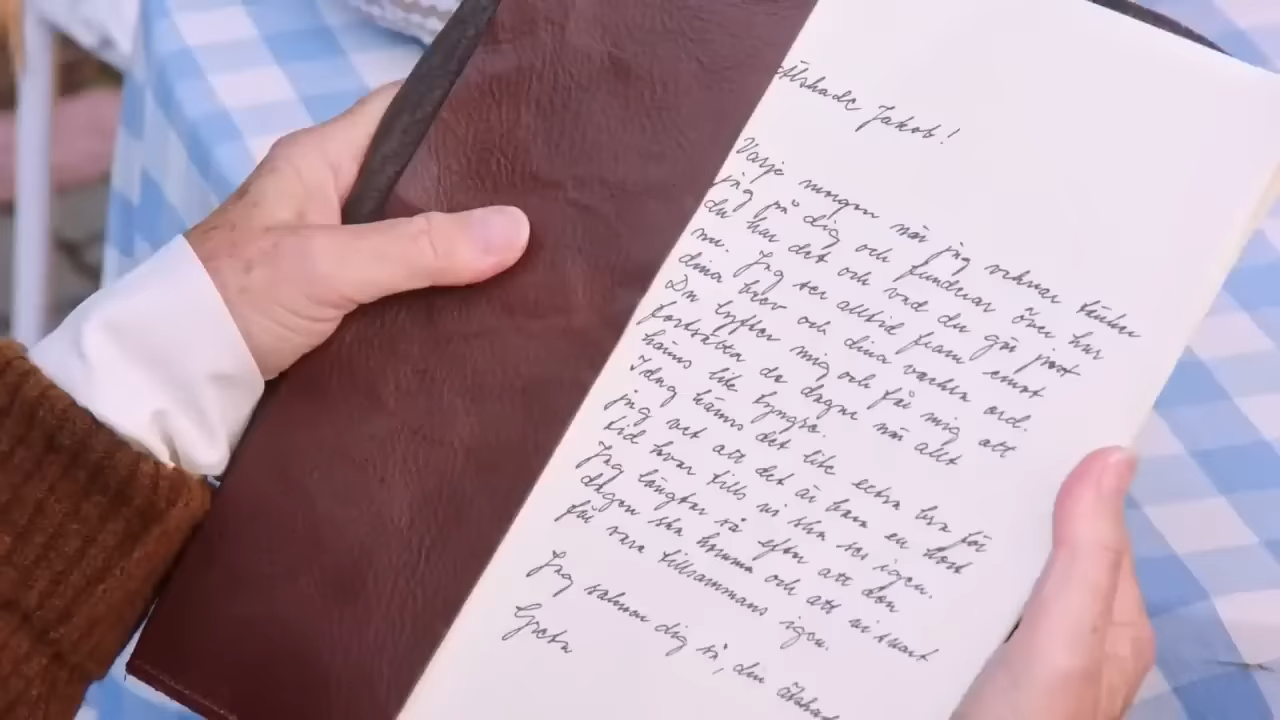 älskade Jakob!
Varje morgon när jag vaknar tänker
jag på dig och funderar över hur
du har det och vad du gör just
nu. Jag ser alltid fram emot
dina brev och dina vackra ord.
Du lyfter mig och får mig att
fortsätta de dagar när allt
känns lite tyngre.
Idag känns det lite extra bra för
jag vet att det är bara en kort
tid kvar tills vi ska ses igen.
Jag längtar så efter att den
dagen ska komma och att vi snart
får vara tillsammans igen.
Jag saknar dig så, din älskade
Greta